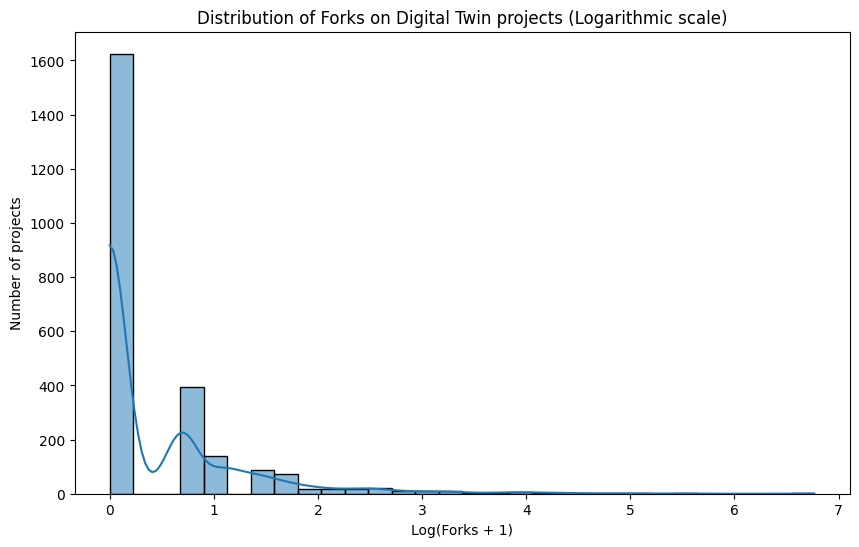 Distribution of Forks on Digital Twin projects (Logarithmic scale)
Number of projects
1600
1400
1200
1000
800
600
400
200
0
0 1 2 3 4 5 6 7
Log(Forks + 1)